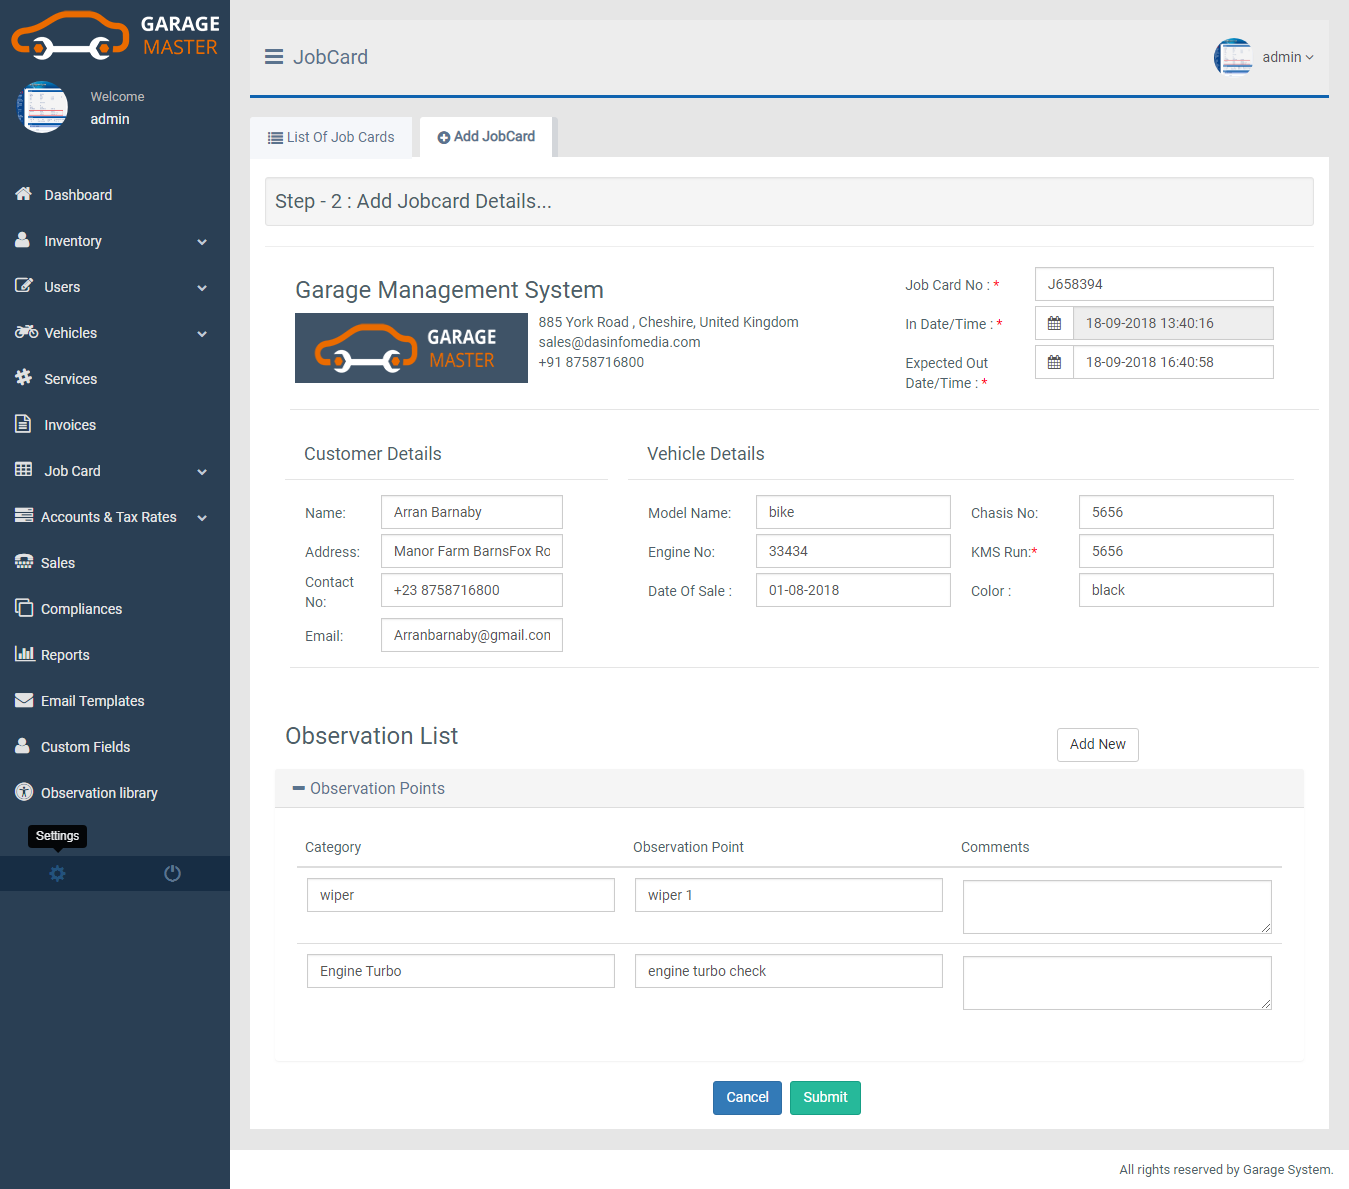 GARAGE
MASTER
Welcome
admin
Dashboard
Inventory
Users
Vehicles
Services
Invoices
Job Card
Accounts & Tax Rates
Sales
Compliances
Reports
Email Templates
Custom Fields
Observation library
Settings
JobCard
admin
List Of Job Cards
Add JobCard
Step - 2 : Add Jobcard Details...
Garage Management System
GARAGE
MASTER
885 York Road , Cheshire, United Kingdom
sales@dasinfomedia.com
+91 8758716800
Job Card No : * J658394
In Date/Time : * 18-09-2018 13:40:16
Expected Out
Date/Time : * 18-09-2018 16:40:58
Customer Details
Name: Arran Barnaby
Address: Manor Farm BarnsFox Ro
Contact
No: +23 8758716800
Email: Arranbarnaby@gmail.con
Vehicle Details
Model Name: bike Chasis No: 5656
Engine No: 33434 KMS Run:* 5656
Date Of Sale : 01-08-2018 Color : black
Observation List
Add New
Observation Points
Category Observation Point Comments
wiper wiper 1
Engine Turbo engine turbo check
Cancel Submit
All rights reserved by Garage System.